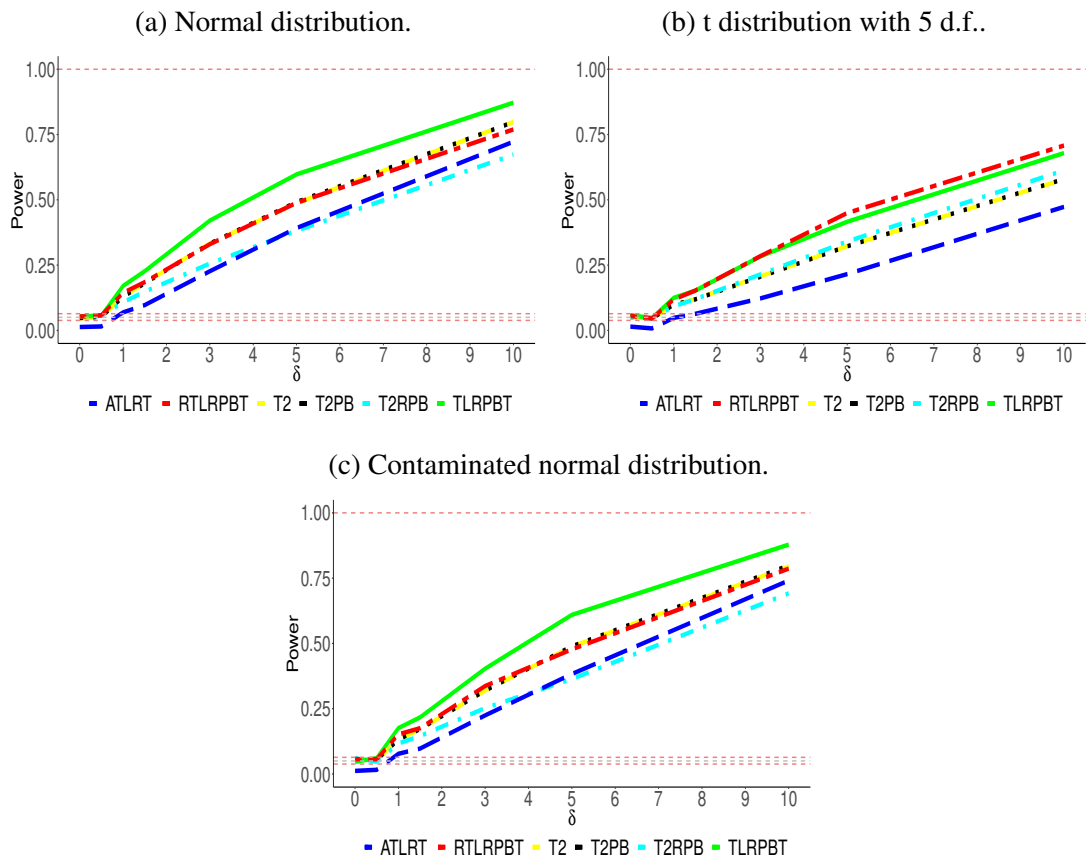 (a) Normal distribution.
1.00
0.75
0.50
0.25
0.00
Power
0 1 2 3 4 5 6 7 8 9 10
δ
ATLRT RTLRPBT T2 T2PB T2RPB TLRPBT
(b) t distribution with 5 d.f..
1.00
0.75
0.50
0.25
0.00
Power
0 1 2 3 4 5 6 7 8 9 10
δ
ATLRT RTLRPBT T2 T2PB T2RPB TLRPBT
(c) Contaminated normal distribution.
1.00
0.75
0.50
0.25
0.00
Power
0 1 2 3 4 5 6 7 8 9 10
δ
ATLRT RTLRPBT T2 T2PB T2RPB TLRPBT